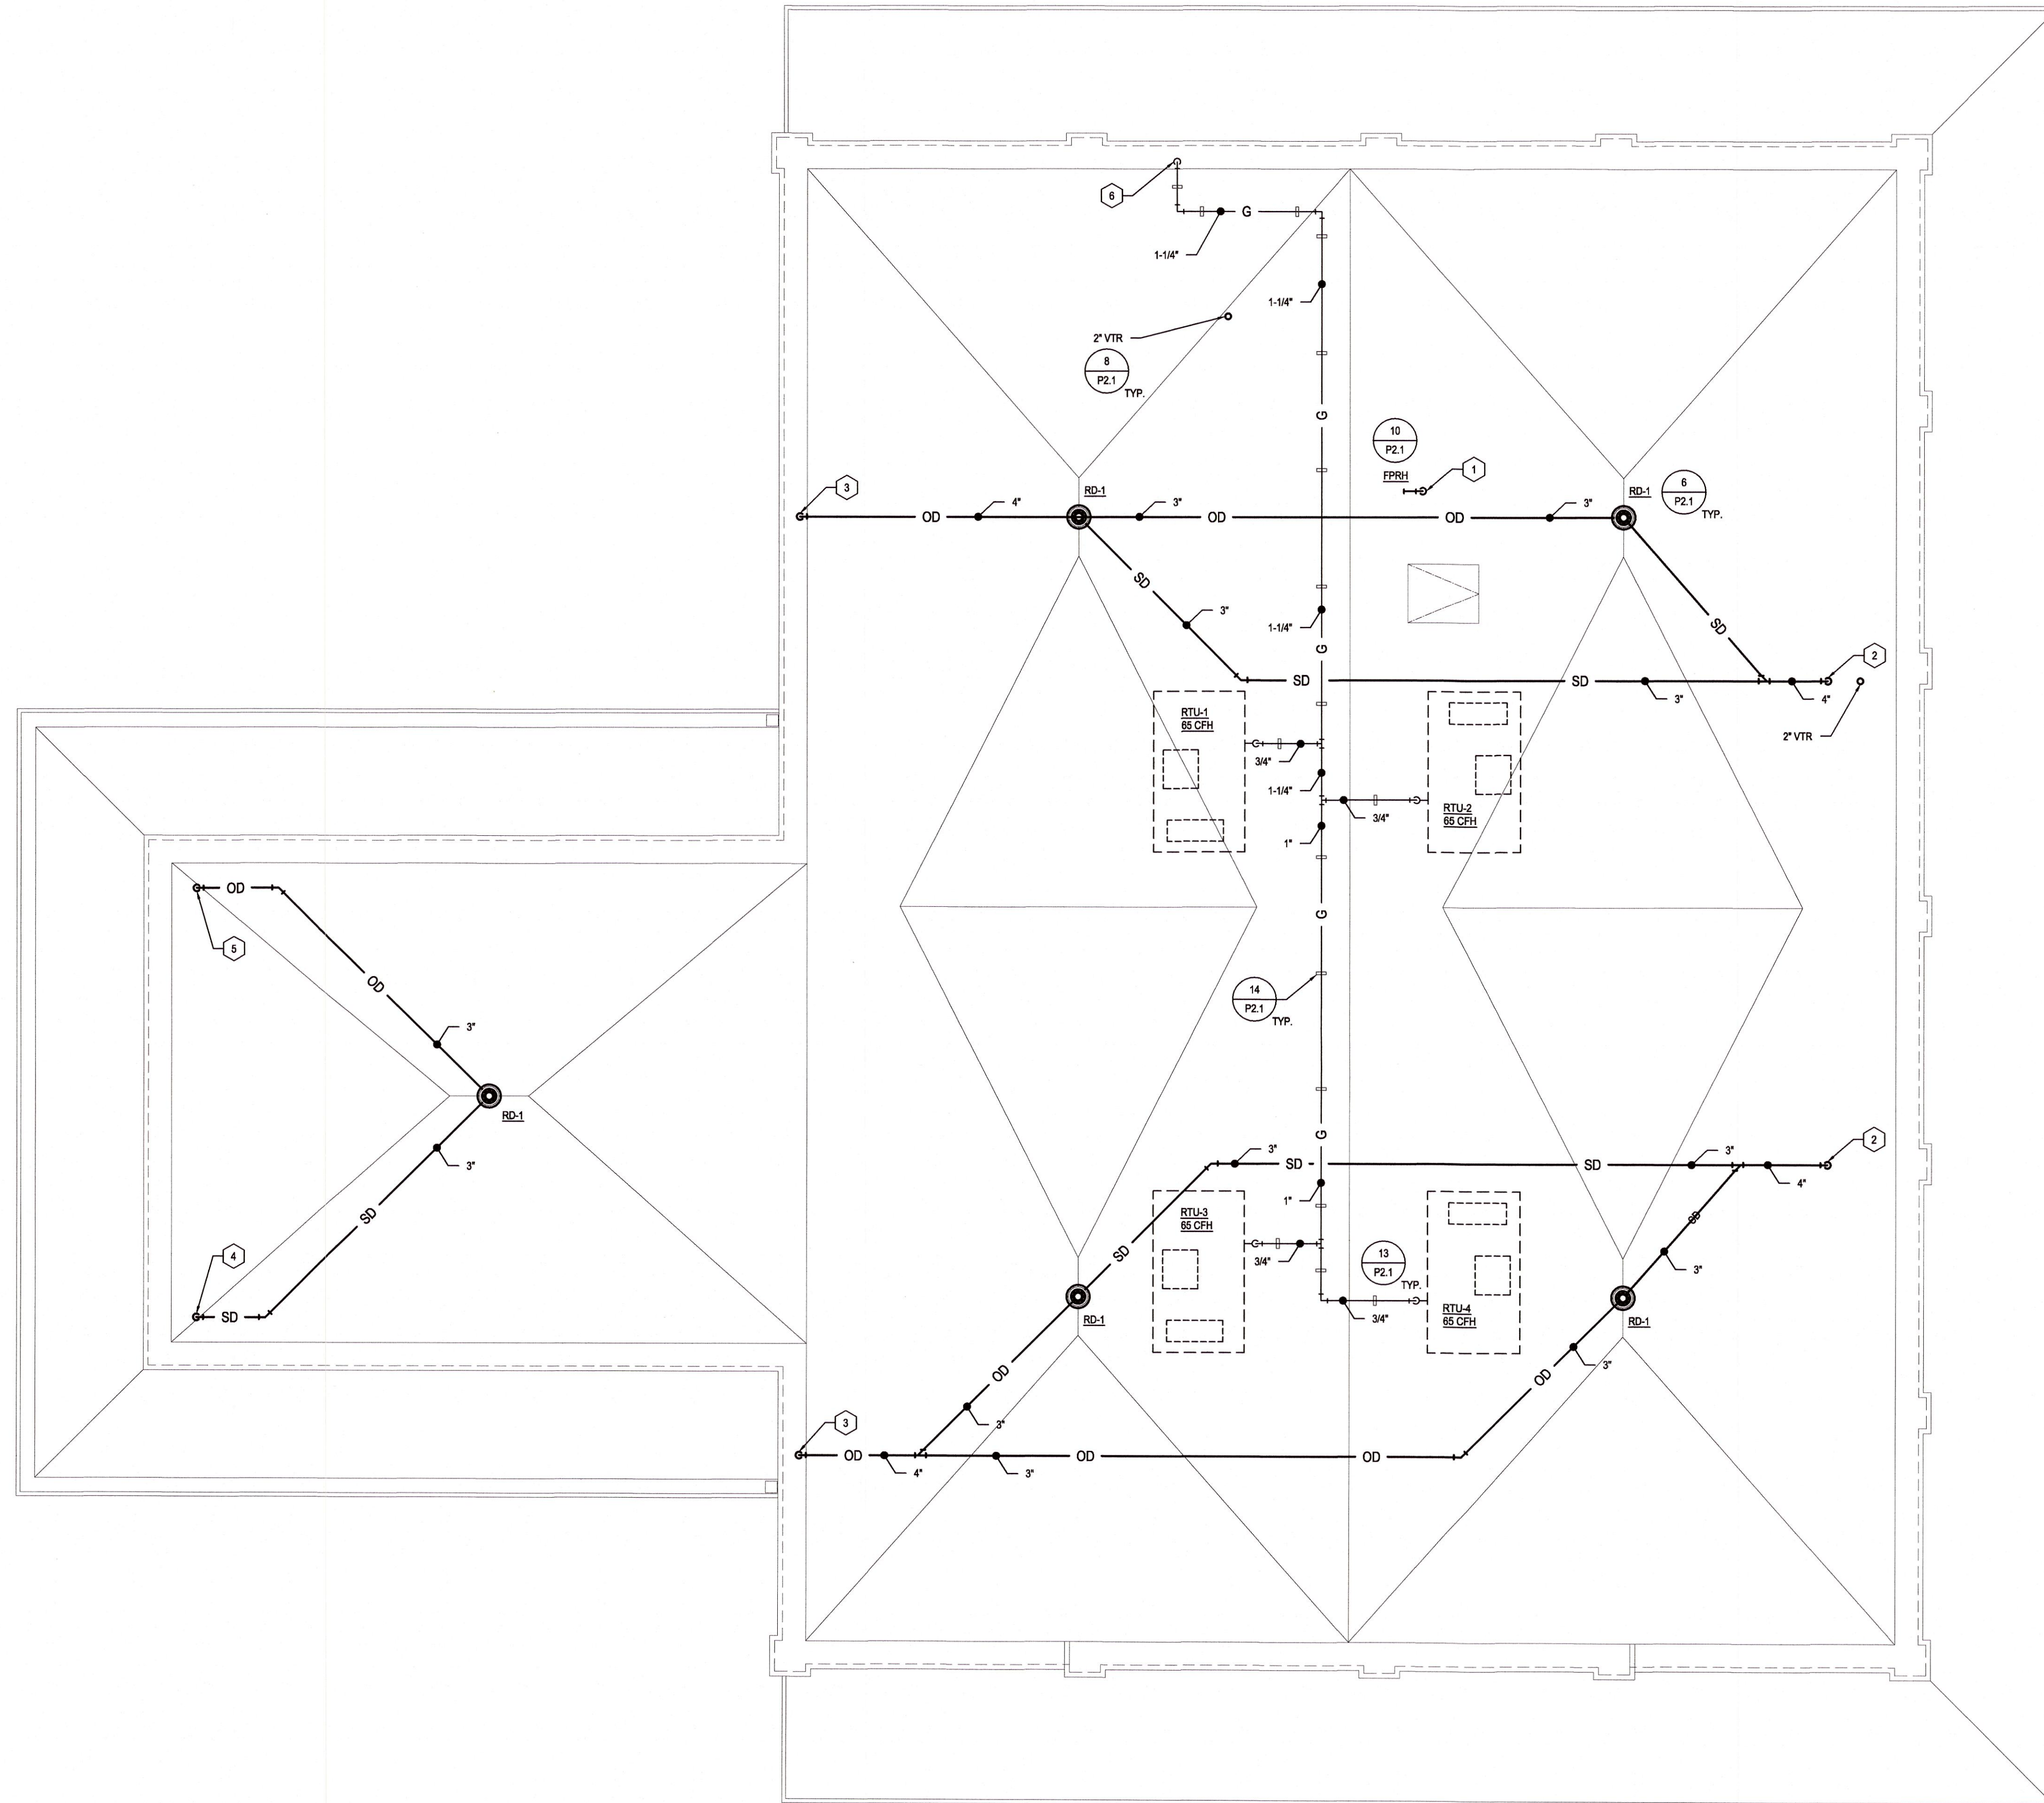 6
G
1-1/4"
1-1/4"
2" VTR
8
P2.1
TYP.
G
10
P2.1
FPRH
1
3
4"
OD
RD-1
3"
OD
OD
3"
RD-1
6
P2.1
TYP.
SD
3"
1-1/4"
G
SD
SD
SD
3"
4"
2
2" VTR
RTU-1
65 CFH
3/4"
1-1/4"
3/4"
RTU-2
65 CFH
1"
OD
5
G
OD
3"
14
P2.1
TYP.
RD-1
3"
G
3"
SD
SD
3"
4"
2
SD
4
SD
1"
RTU-3
65 CFH
SD
3/4"
13
P2.1
TYP.
SD
3"
RTU-4
65 CFH
3/4"
RD-1
RD-1
OD
3"
3"
OD
3
OD
4"
3"
OD
OD